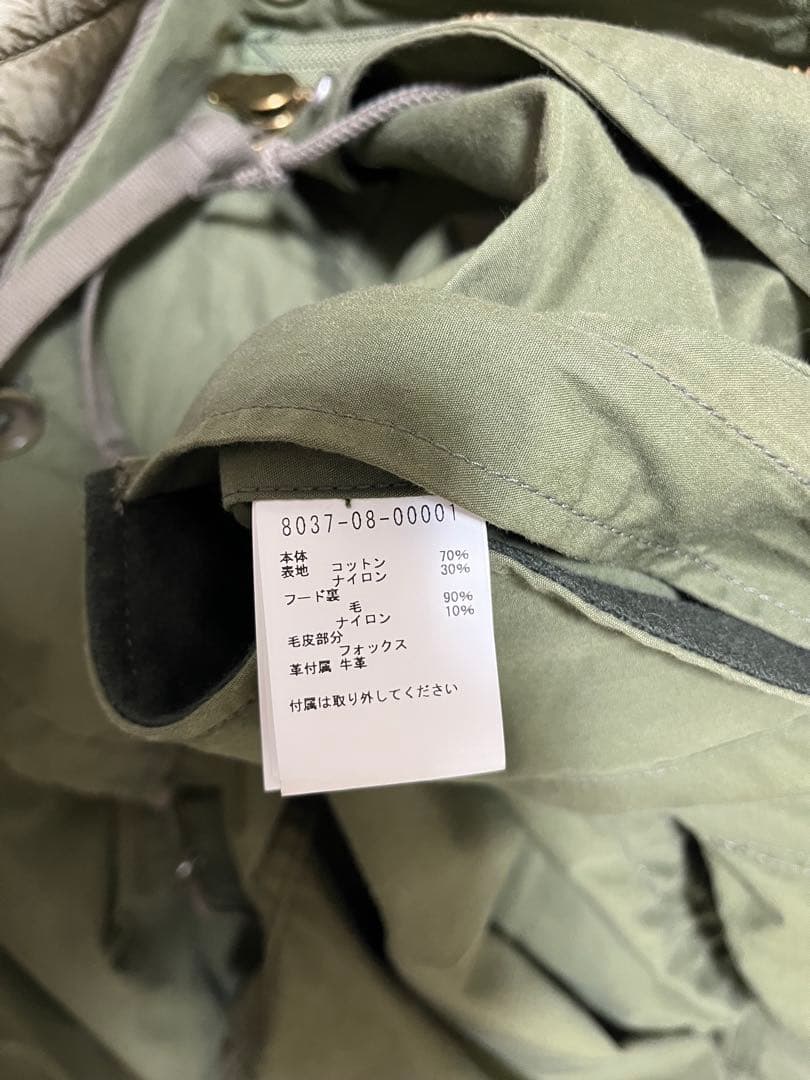 8037-08-00001
本体
表地 コットン 70%
ナイロン 30%
フード裏
毛 90%
ナイロン 10%
毛皮部分
フォックス
革付属 牛革
付属は取り外してください